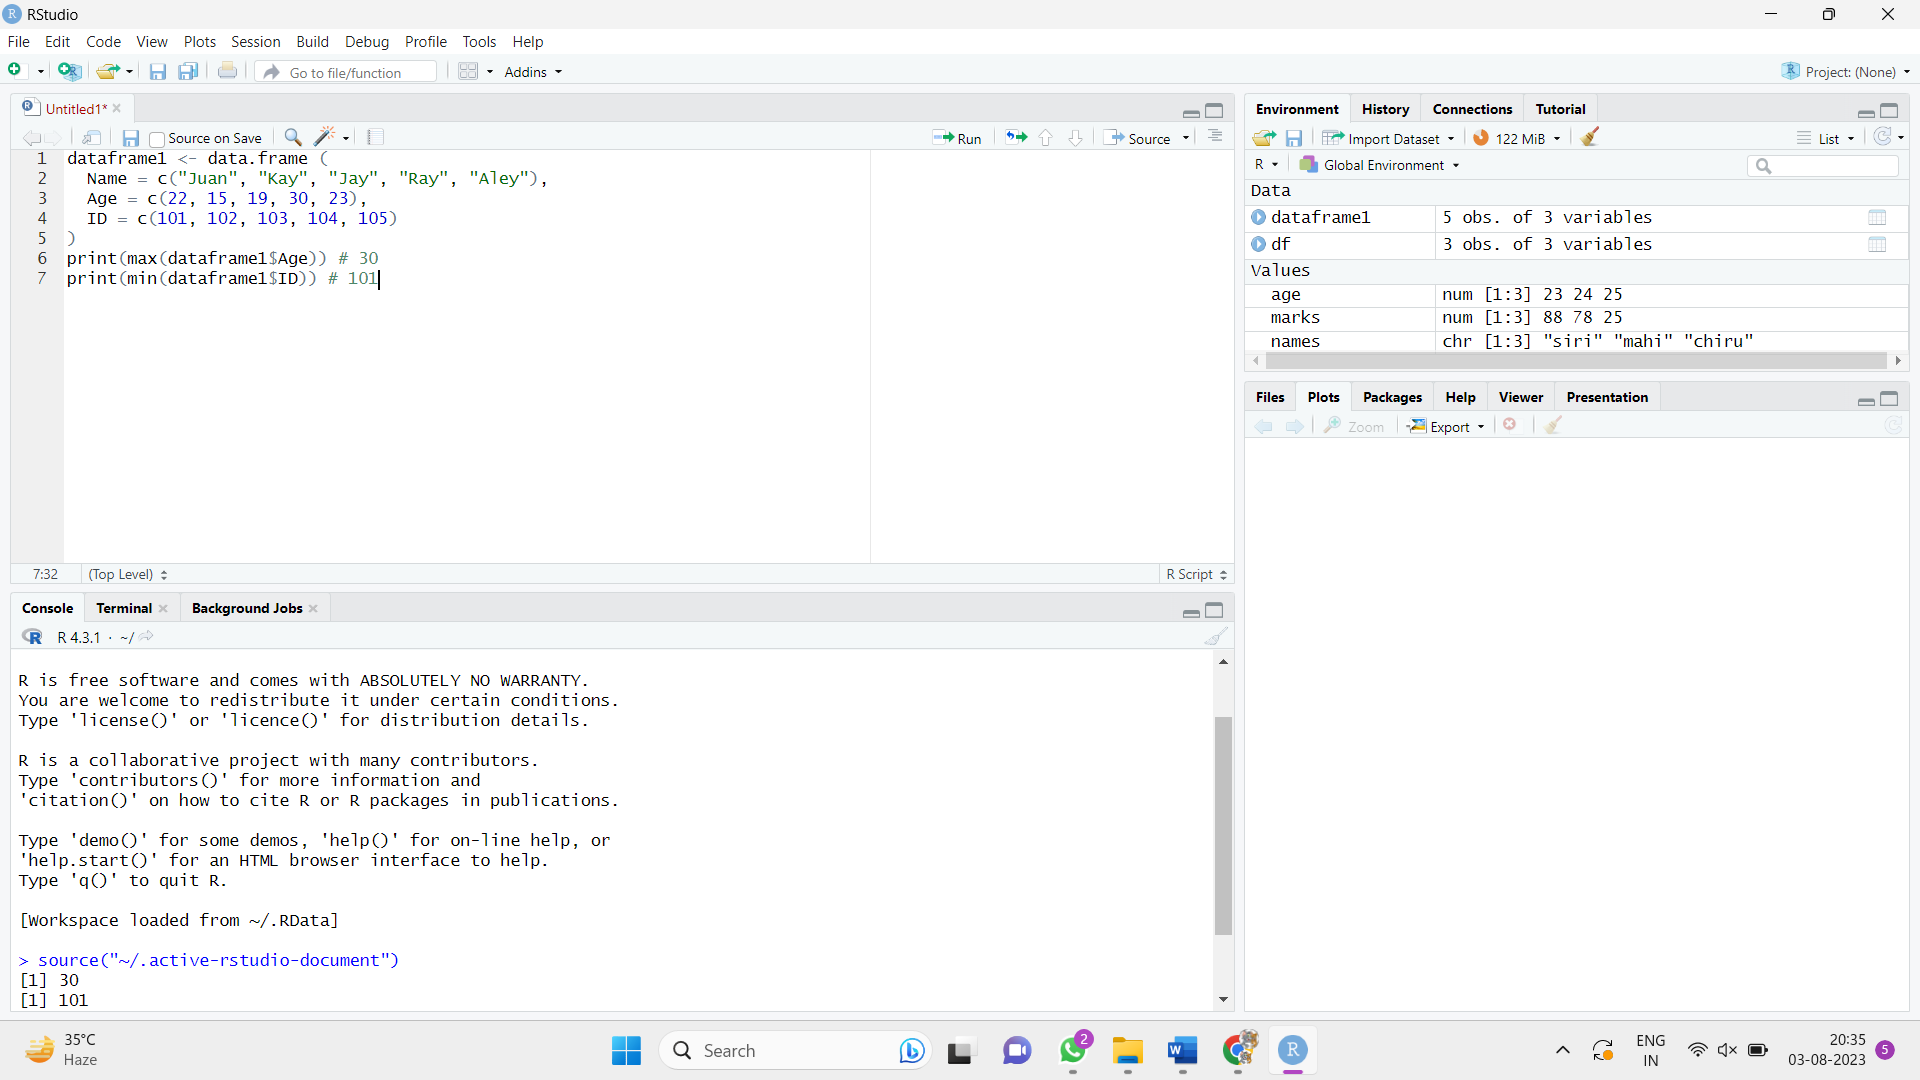 RStudio
File Edit Code View Plots Session Build Debug Profile Tools Help
Go to file/function Addins Project: (None)
Untitled1*
Source on Save Run Source
1 dataframe1 <- data.frame (
2   Name = c("Juan", "Kay", "Jay", "Ray", "Aley"),
3   Age = c(22, 15, 19, 30, 23),
4   ID = c(101, 102, 103, 104, 105)
5 )
6 print(max(dataframe1$Age)) # 30
7 print(min(dataframe1$ID)) # 101
7:32 (Top Level) R Script
Console Terminal Background Jobs
R 4.3.1 · ~/
R is free software and comes with ABSOLUTELY NO WARRANTY.
You are welcome to redistribute it under certain conditions.
Type 'license()' or 'licence()' for distribution details.
R is a collaborative project with many contributors.
Type 'contributors()' for more information and
'citation()' on how to cite R or R packages in publications.
Type 'demo()' for some demos, 'help()' for on-line help, or
'help.start()' for an HTML browser interface to help.
Type 'q()' to quit R.
[Workspace loaded from ~/.RData]
> source("~/.active-rstudio-document")
[1] 30
[1] 101
Environment History Connections Tutorial
Import Dataset 122 MiB List
R Global Environment
Data
dataframe1 5 obs. of 3 variables
df 3 obs. of 3 variables
Values
age num [1:3] 23 24 25
marks num [1:3] 88 78 25
names chr [1:3] "siri" "mahi" "chiru"
Files Plots Packages Help Viewer Presentation
Zoom Export
35°C
Haze
Search
2
ENG
IN
20:35
03-08-2023
5